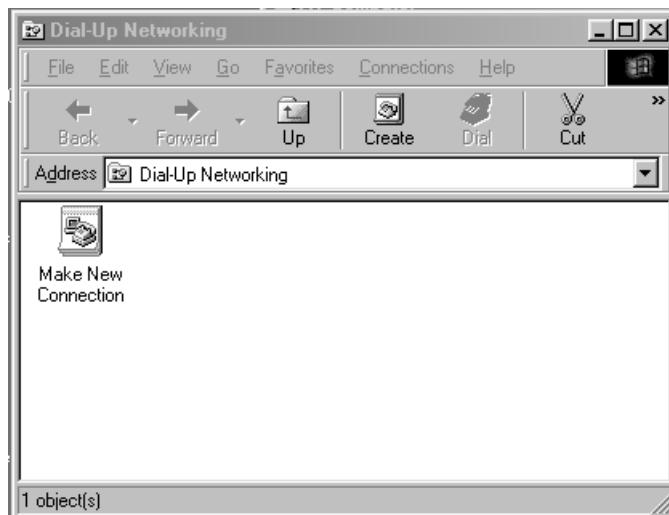 Dial-Up Networking
File Edit View Go Favorites Connections Help
Back Forward Up Create Dial Cut »
Address Dial-Up Networking
Make New
Connection
1 object(s)